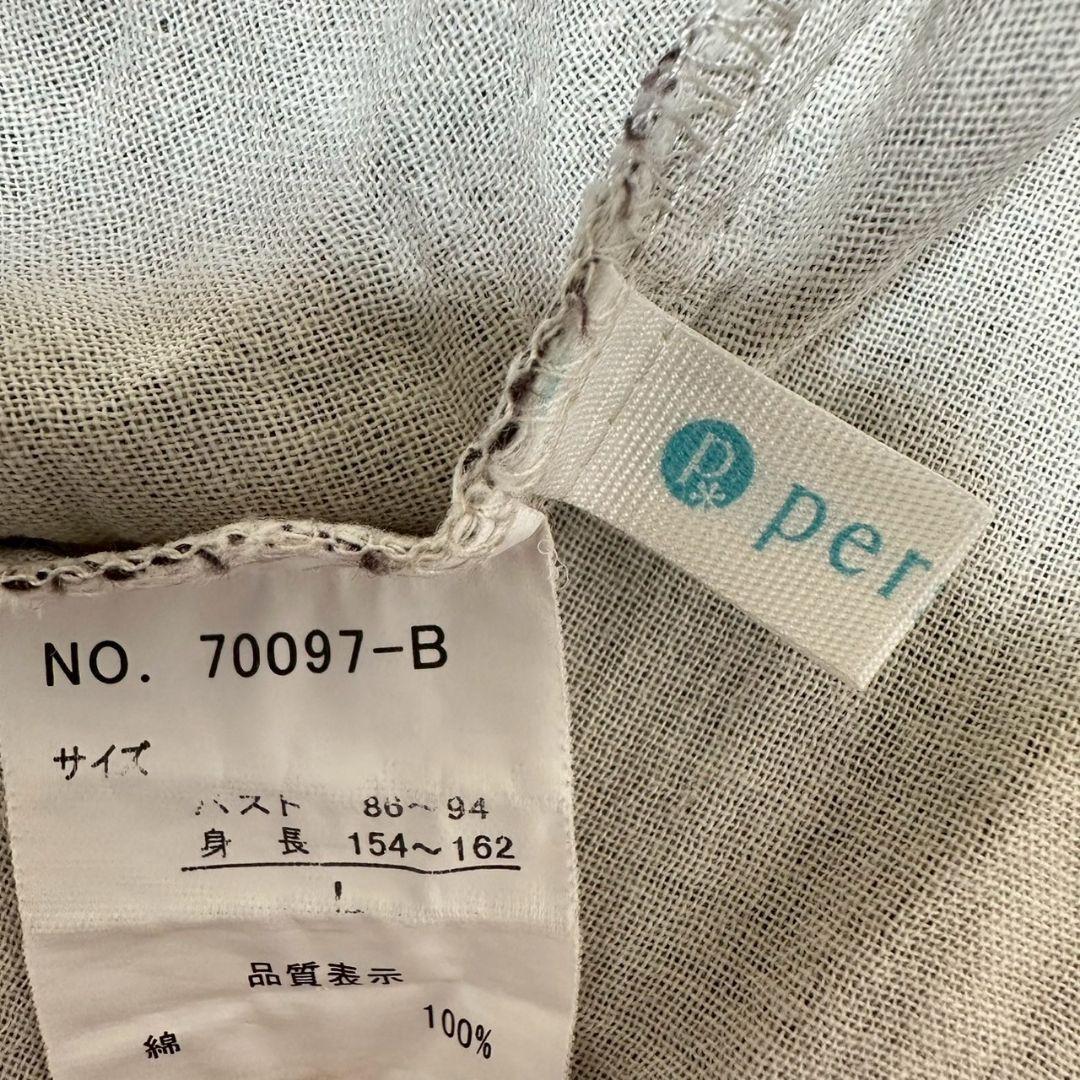 p per
NO. 70097-B
サイズ
バスト 86～94
身長 154～162
L
品質表示
綿 100%